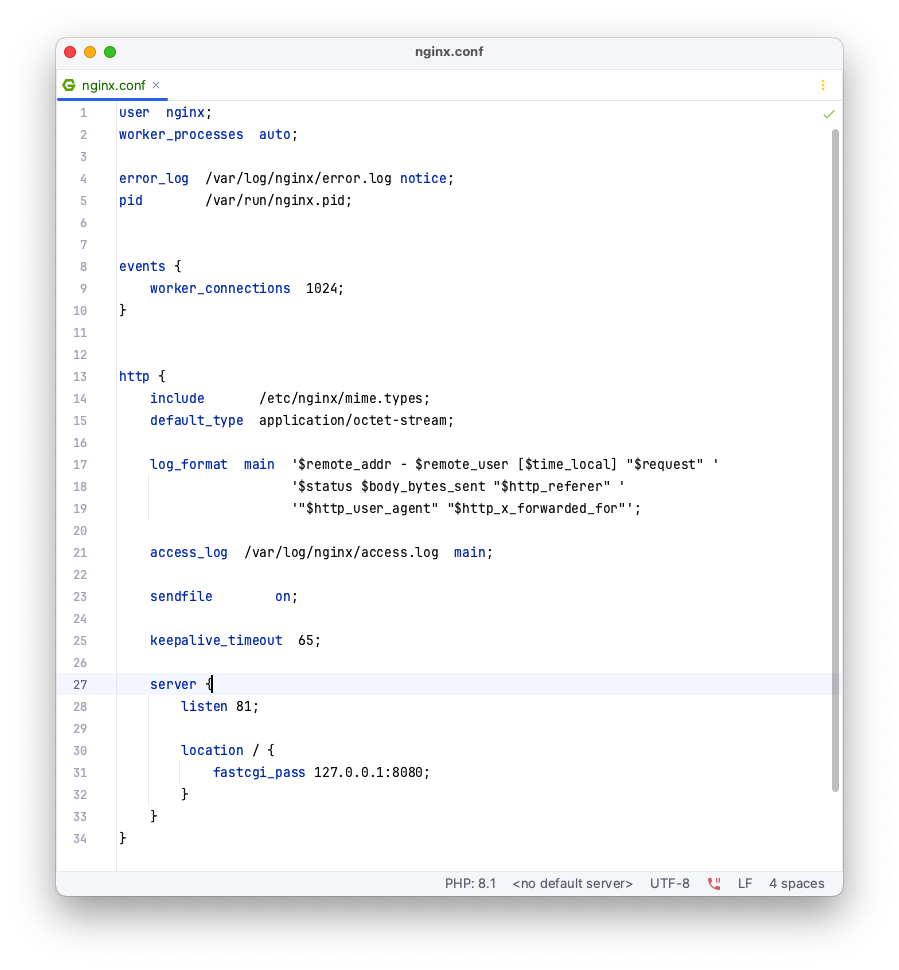 nginx.conf
nginx.conf ×
1 user  nginx;
2 worker_processes  auto;
3
4 error_log  /var/log/nginx/error.log notice;
5 pid        /var/run/nginx.pid;
6
7
8 events {
9     worker_connections  1024;
10 }
11
12
13 http {
14     include       /etc/nginx/mime.types;
15     default_type  application/octet-stream;
16
17     log_format  main  '$remote_addr - $remote_user [$time_local] "$request" '
18                       '$status $body_bytes_sent "$http_referer" '
19                       '"$http_user_agent" "$http_x_forwarded_for"';
20
21     access_log  /var/log/nginx/access.log  main;
22
23     sendfile        on;
24
25     keepalive_timeout  65;
26
27     server {
28         listen 81;
29
30         location / {
31             fastcgi_pass 127.0.0.1:8080;
32         }
33     }
34 }
PHP: 8.1 <no default server> UTF-8 LF 4 spaces